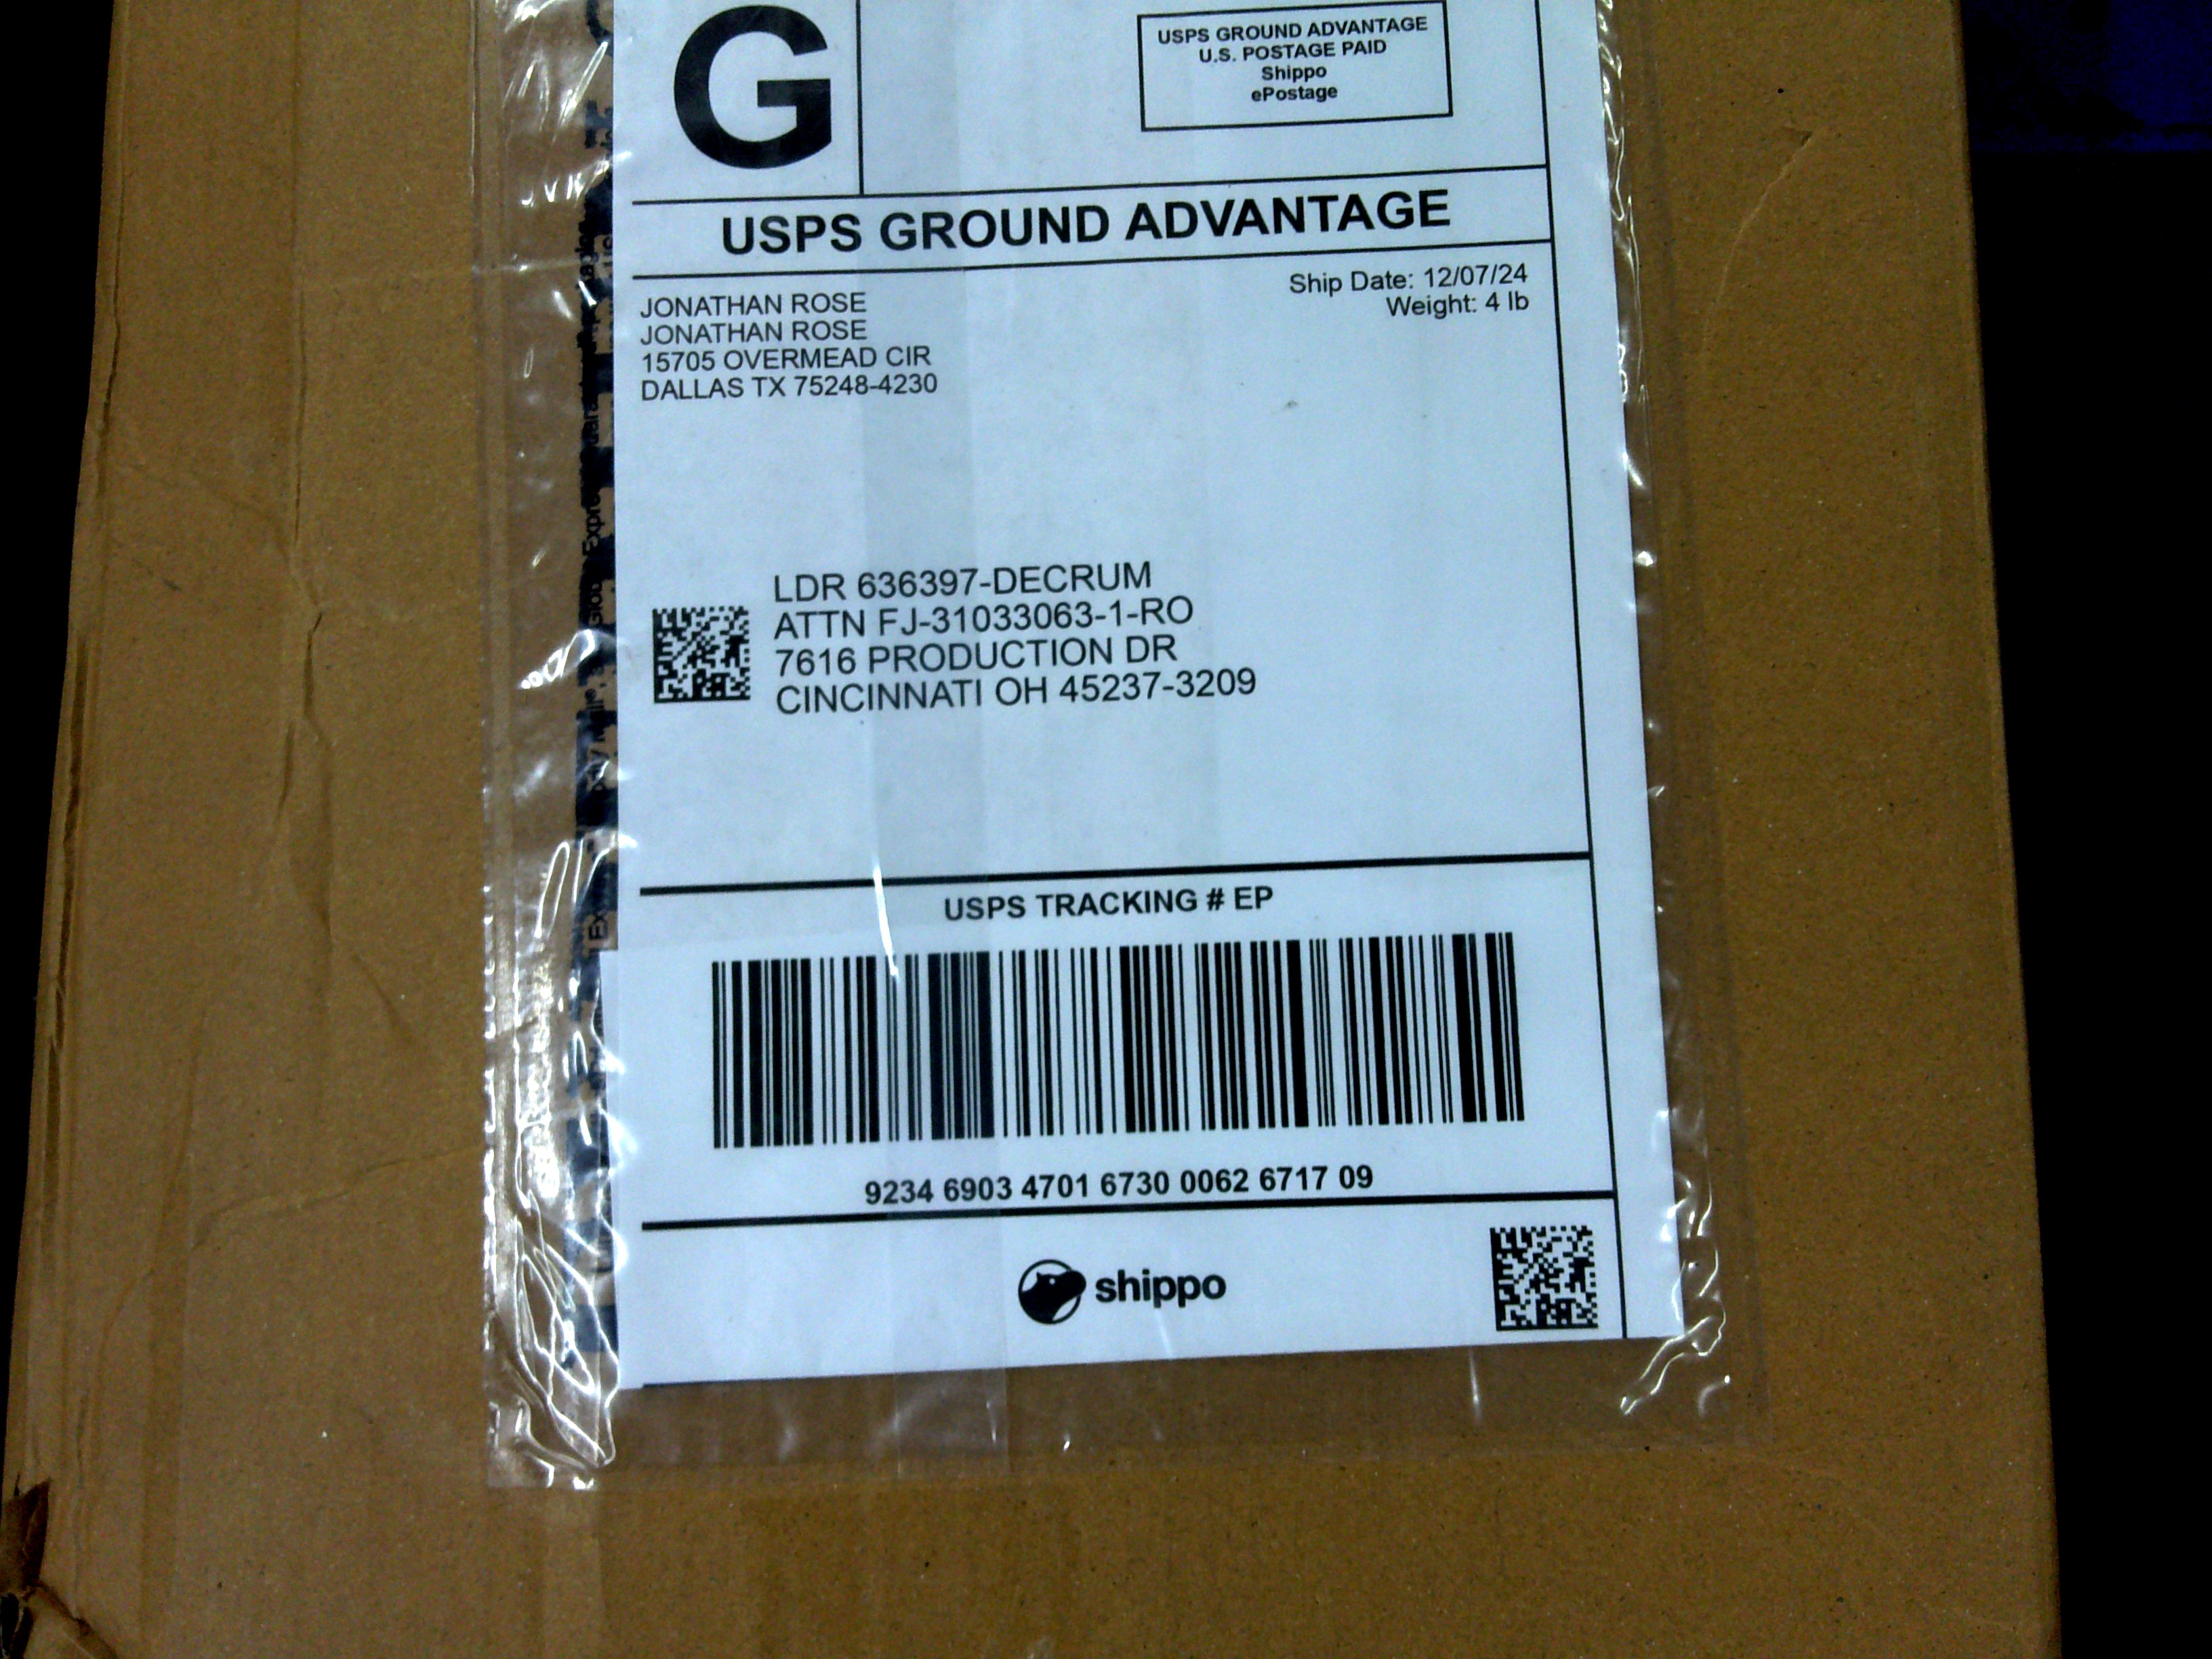 G
USPS GROUND ADVANTAGE
U.S. POSTAGE PAID
Shippo
ePostage
USPS GROUND ADVANTAGE
Ship Date: 12/07/24
Weight: 4 lb
JONATHAN ROSE
JONATHAN ROSE
15705 OVERMEAD CIR
DALLAS TX 75248-4230
LDR 636397-DECRUM
ATTN FJ-31033063-1-RO
7616 PRODUCTION DR
CINCINNATI OH 45237-3209
USPS TRACKING # EP
9234 6903 4701 6730 0062 6717 09
shippo